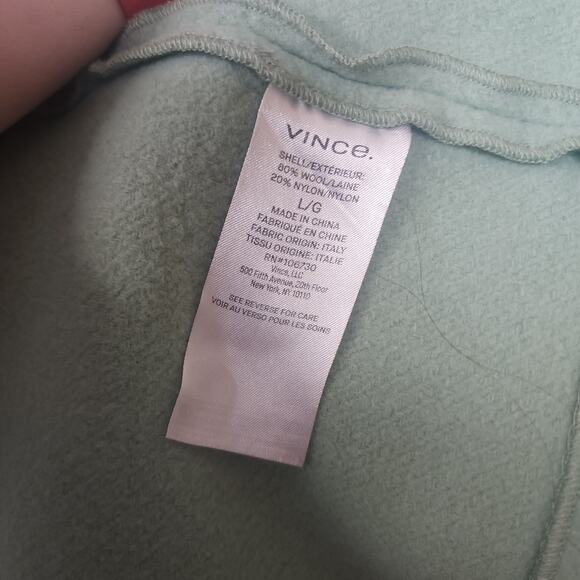 VINCe.
SHELL/EXTÉRIEUR:
80% WOOL/LAINE
20% NYLON/NYLON
L/G
MADE IN CHINA
FABRIQUÉ EN CHINE
FABRIC ORIGIN: ITALY
TISSU ORIGINE: ITALIE
RN#106730
Vince, LLC
500 Fifth Avenue, 20th Floor
New York, NY, 10110
SEE REVERSE FOR CARE
VOIR AU VERSO POUR LES SOINS